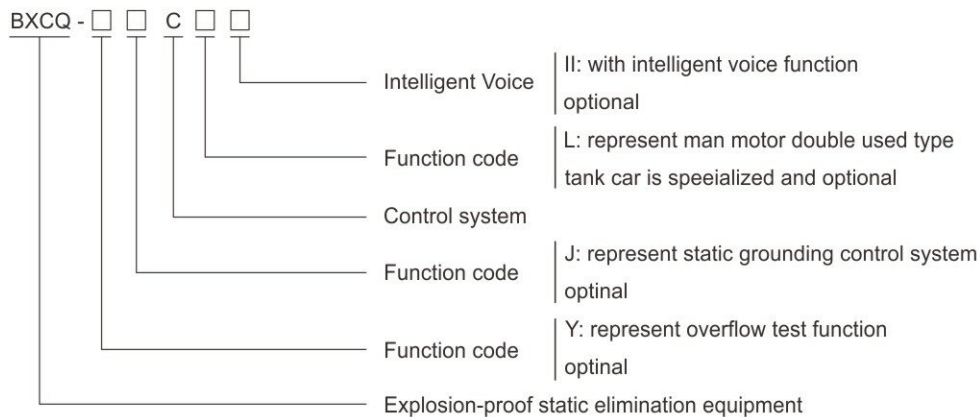 BXCQ - □ □ C □ □
Intelligent Voice
II: with intelligent voice function
optional
Function code
L: represent man motor double used type
tank car is speeialized and optional
Control system
Function code
J: represent static grounding control system
optinal
Function code
Y: represent overflow test function
optinal
Explosion-proof static elimination equipment